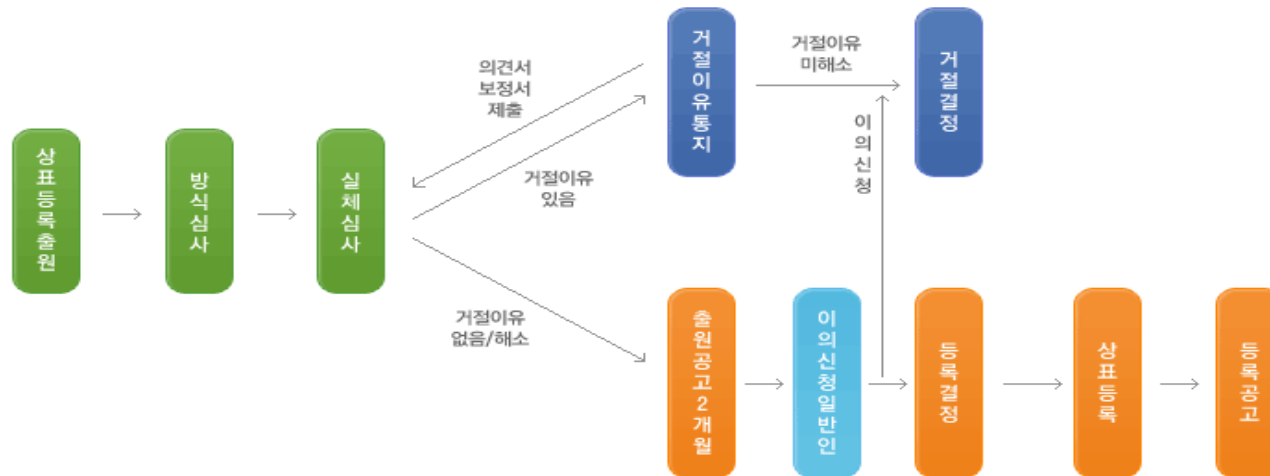 상표등록출원
방식심사
실체심사
의견서
보정서
제출
거절이유
있음
거절이유
없음/해소
거절이유통지
거절이유
미해소
거절결정
이의신청
출원공고2개월
이의신청일반인
등록결정
상표등록
등록공고